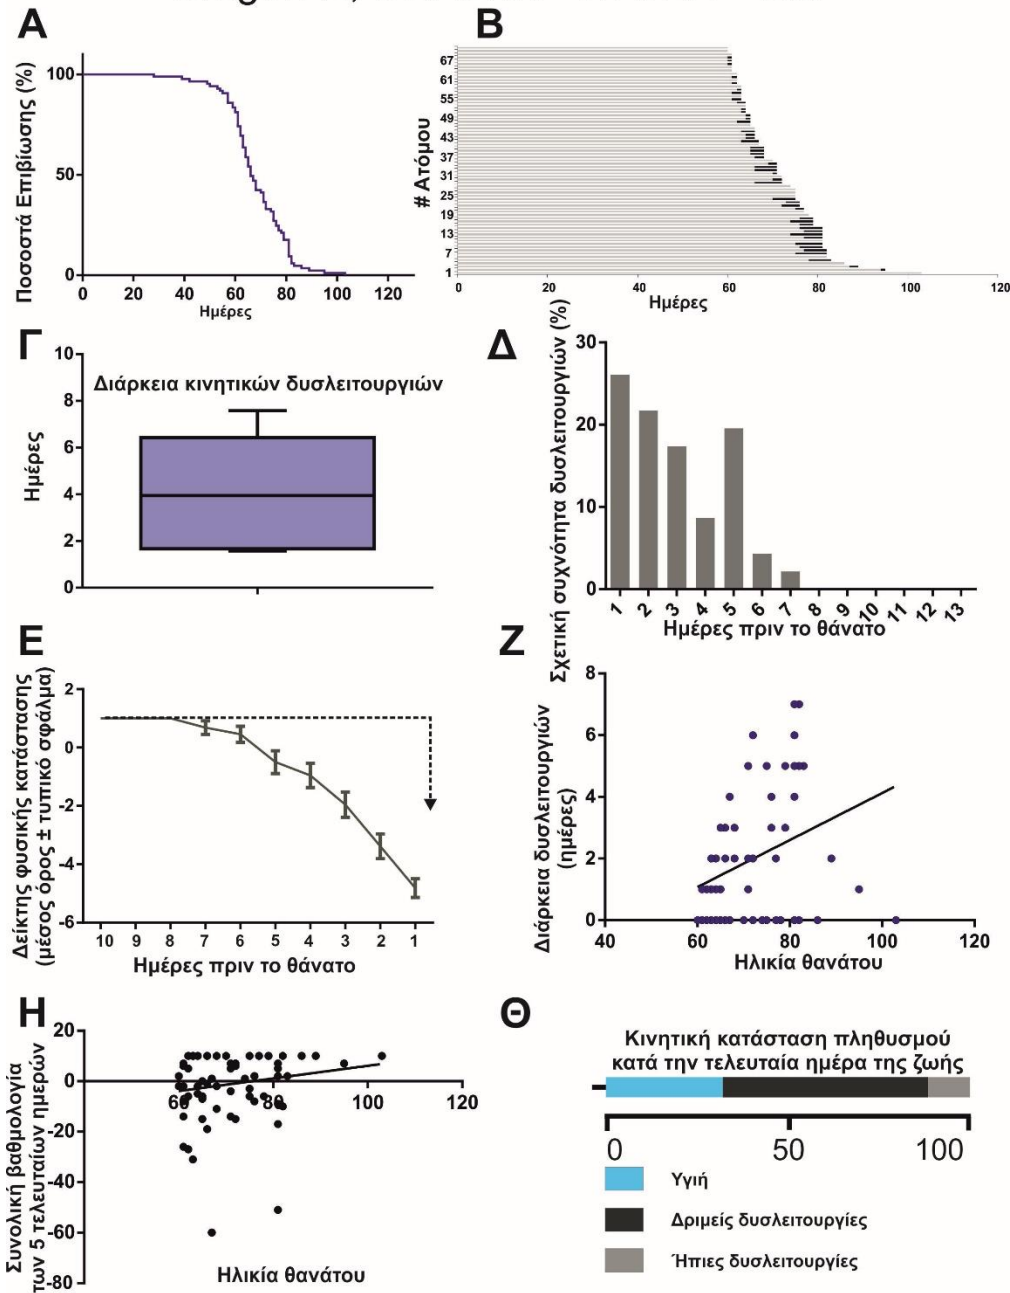 Α
Ποσοστά Επιβίωσης (%)
100
50
0
0 20 40 60 80 100 120
Ημέρες
Β
# Ατόμου
67
61
55
49
43
37
31
25
19
13
7
1
0 20 40 60 80 100 120
Ημέρες
Γ
Διάρκεια κινητικών δυσλειτουργιών
Ημέρες
10
8
6
4
2
0
Δ
Σχετική συχνότητα δυσλειτουργιών (%)
30
20
10
0
1 2 3 4 5 6 7 8 9 10 11 12 13
Ημέρες πριν το θάνατο
Ε
Δείκτης φυσικής κατάστασης
(μέσος όρος ± τυπικό σφάλμα)
2
0
-2
-4
-6
10 9 8 7 6 5 4 3 2 1
Ημέρες πριν το θάνατο
Ζ
Διάρκεια δυσλειτουργιών
(ημέρες)
8
6
4
2
0
40 60 80 100 120
Ηλικία θανάτου
Η
Συνολική βαθμολογία
των 5 τελευταίων ημερών
20
0
-20
-40
-60
-80
60 80 100 120
Ηλικία θανάτου
Θ
Κινητική κατάσταση πληθυσμού
κατά την τελευταία ημέρα της ζωής
0 50 100
Υγιή
Δριμείς δυσλειτουργίες
Ήπιες δυσλειτουργίες